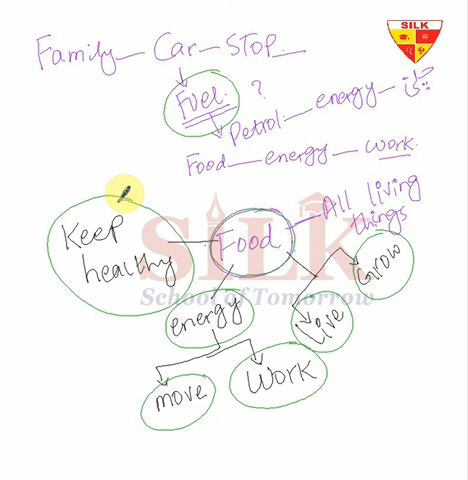 SILK
Family — Car — STOP
Fuel. ?
Petrol — energy —
Food — energy — work.
Food — All living
things
Keep
healthy
SILK
School of Tomorrow
energy
Live
Grow
move
Work